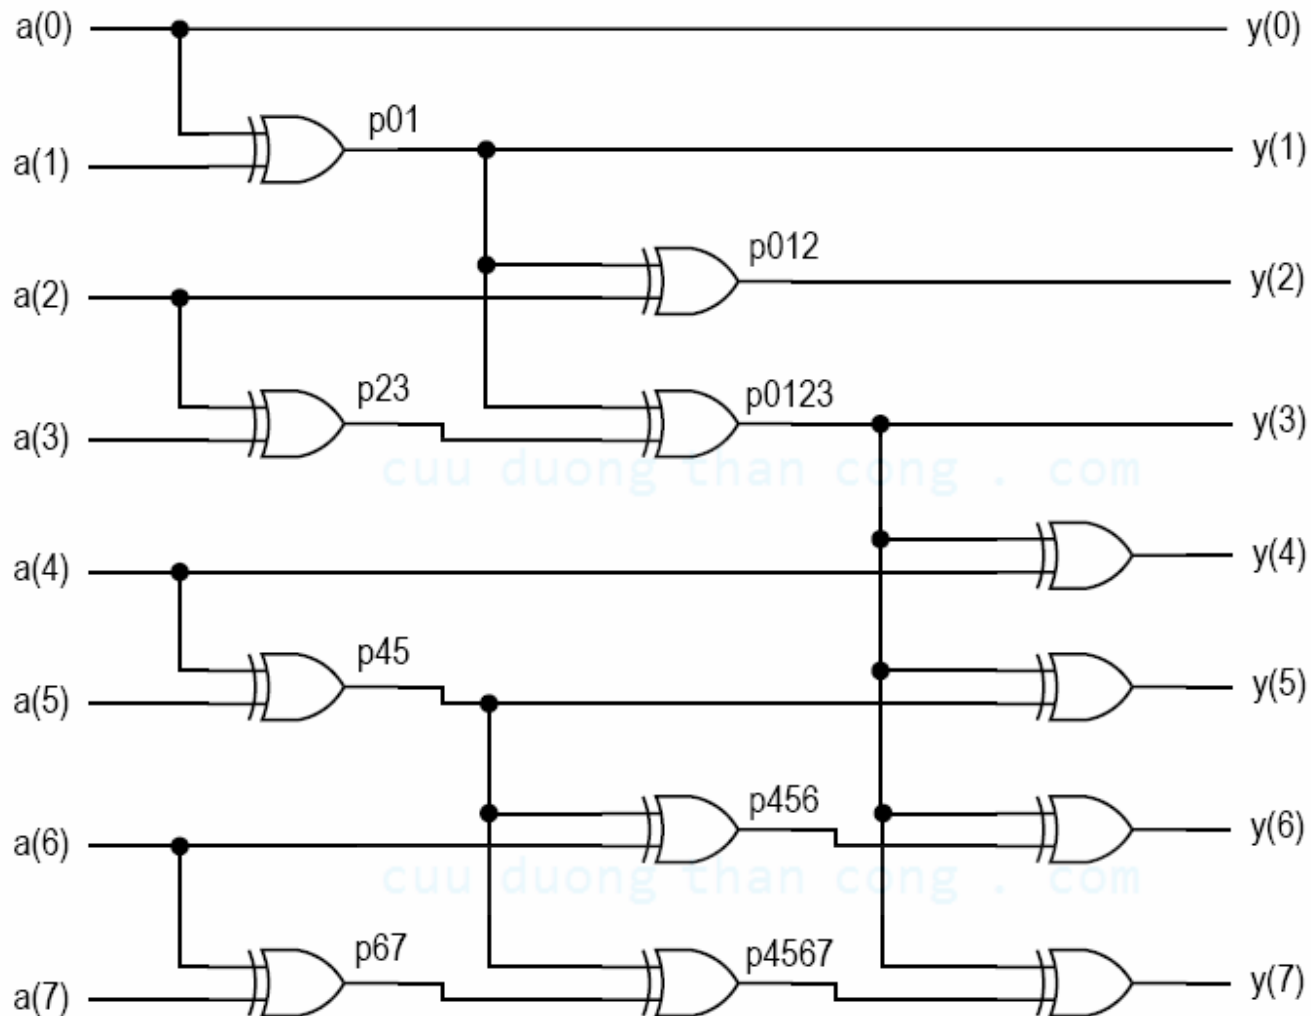 a(0) y(0)
p01
a(1) y(1)
p012
a(2) y(2)
p23 p0123
a(3) y(3)
cuu duong than cong . com
a(4) y(4)
p45
a(5) y(5)
p456
a(6) y(6)
cuu duong than cong . com
p67 p4567
a(7) y(7)